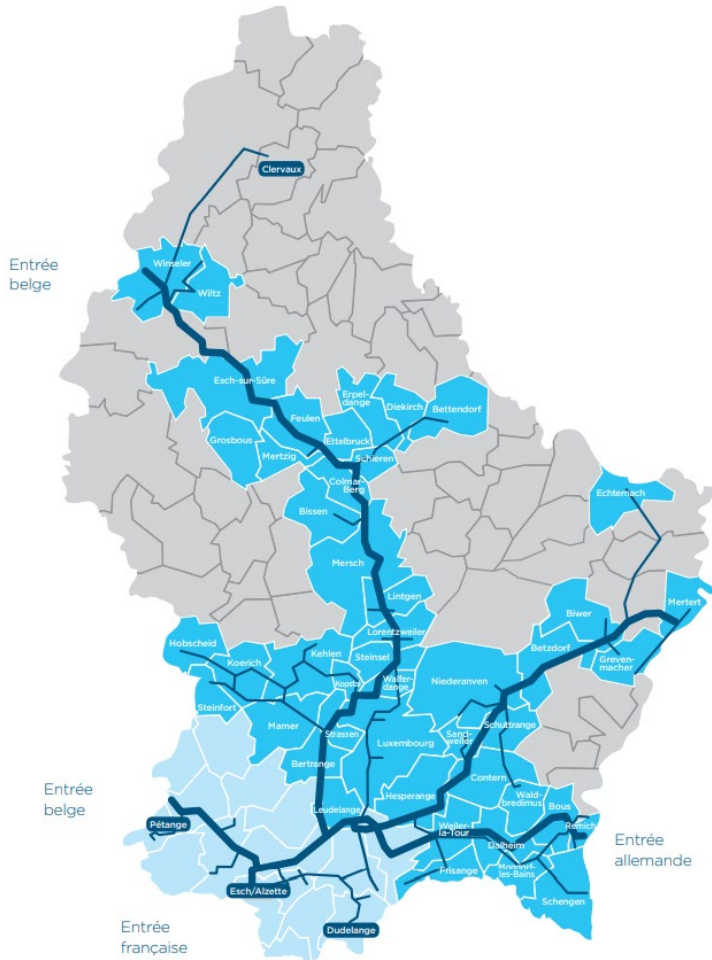 Clervaux
Entrée
belge
Winseler
Wiltz
Esch-sur-Sûre
Erpel-
dange
Diekirch
Bettendorf
Feulen
Grosbous
Ettelbruck
Mertzig
Schieren
Colmar-
Berg
Echternach
Bissen
Mersch
Lintgen
Mertert
Biwer
Lorentzweiler
Hobscheid
Kehlen
Steinsel
Betzdorf
Koerich
Greven-
macher
Kopstal
Walfer-
dange
Niederanven
Steinfort
Mamer
Schuttrange
Strassen
Luxembourg
Sand-
weiler
Bertrange
Contern
Entrée
belge
Hesperange
Wald-
bredimus
Bous
Leudelange
Pétange
Weiler-
la-Tour
Remich
Entrée
allemande
Dalheim
Mondorf-
les-Bains
Frisange
Esch/Alzette
Schengen
Entrée
française
Dudelange